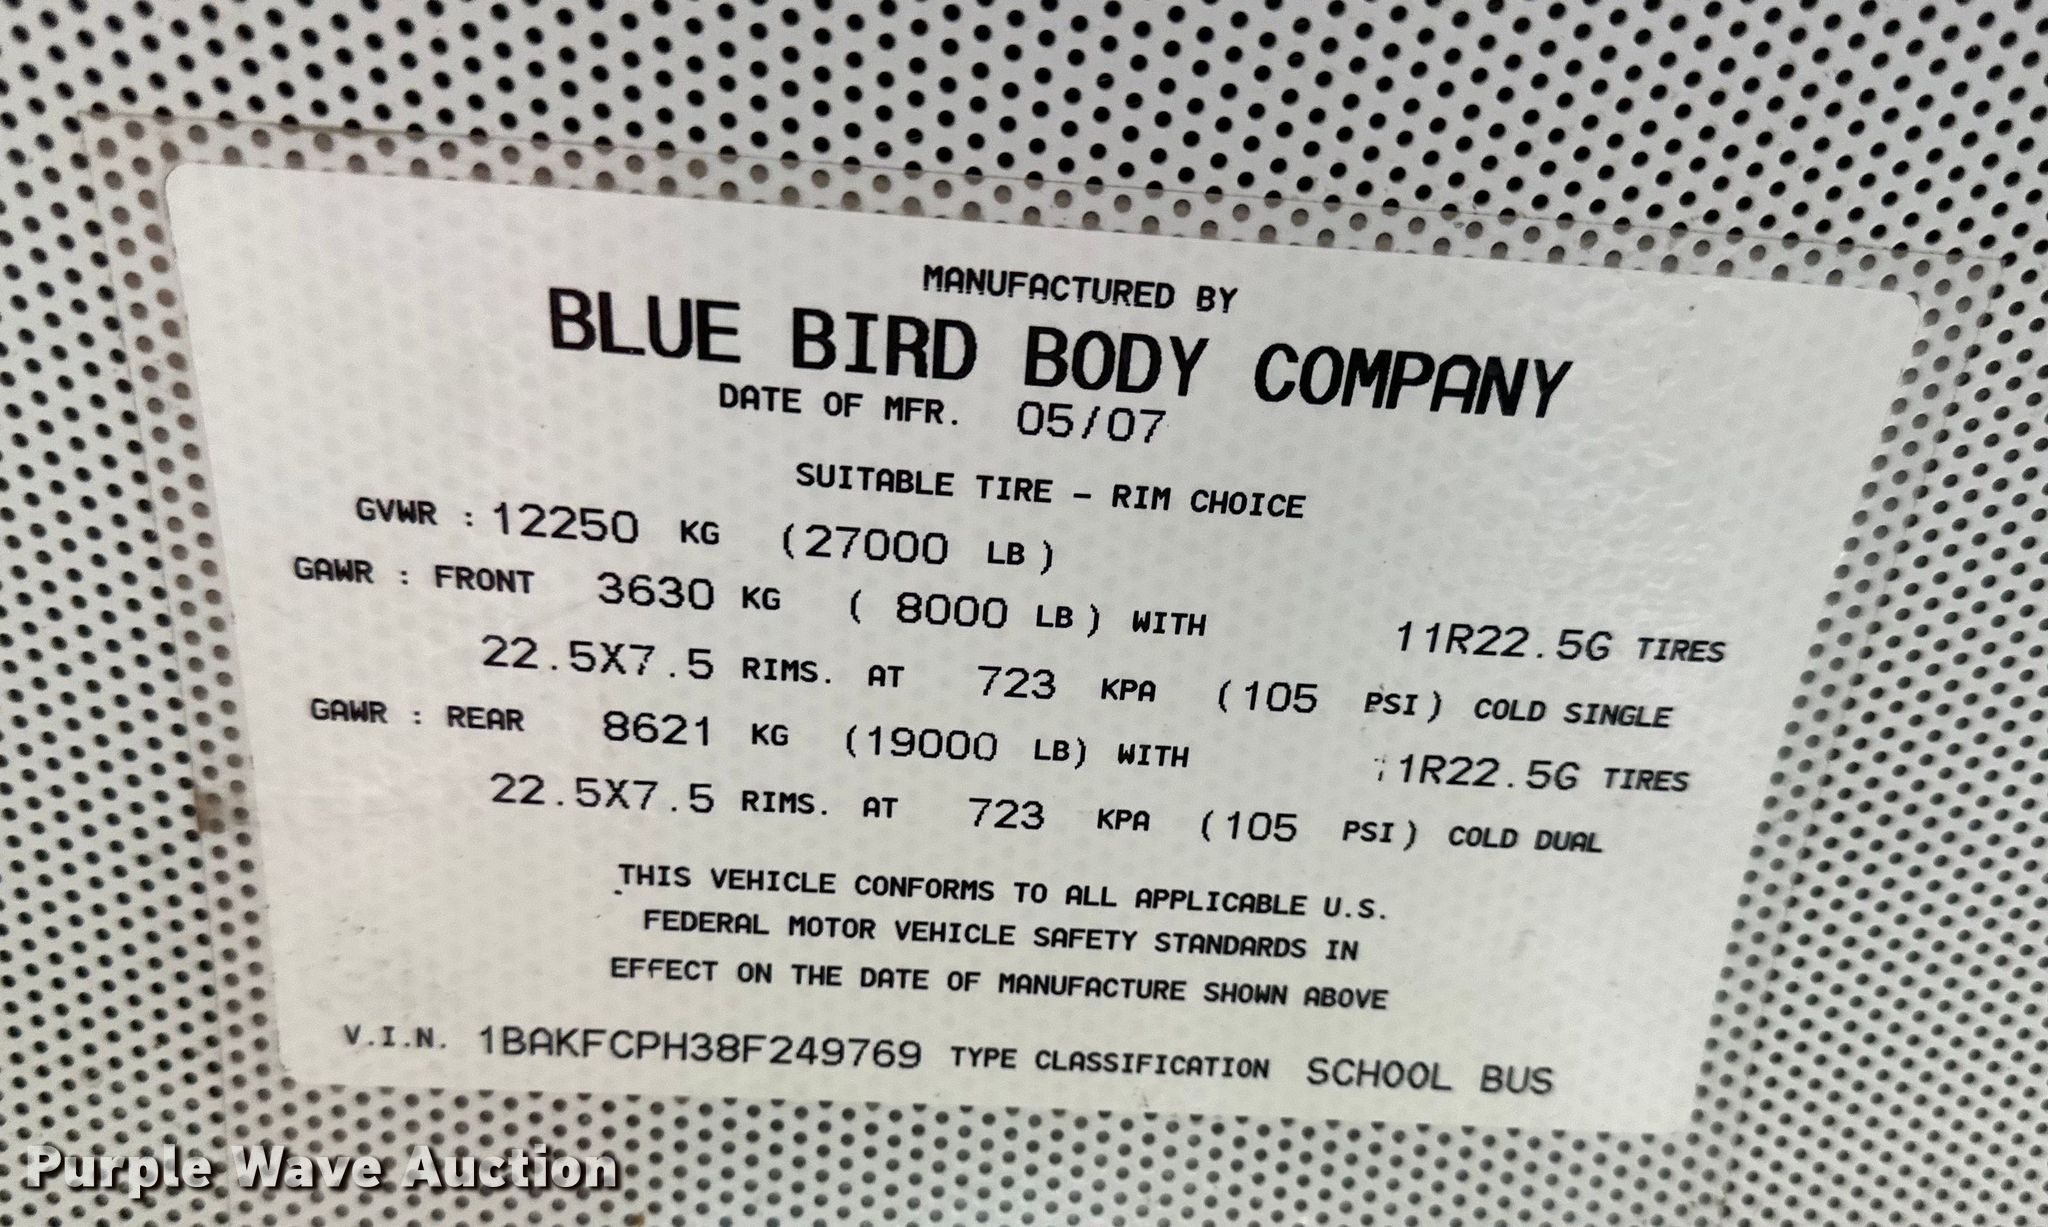 MANUFACTURED BY
BLUE BIRD BODY COMPANY
DATE OF MFR. 05/07
SUITABLE TIRE - RIM CHOICE
GVWR : 12250 KG (27000 LB)
GAWR : FRONT 3630 KG ( 8000 LB) WITH 11R22.5G TIRES
22.5X7.5 RIMS. AT 723 KPA (105 PSI) COLD SINGLE
GAWR : REAR 8621 KG (19000 LB) WITH 11R22.5G TIRES
22.5X7.5 RIMS. AT 723 KPA (105 PSI) COLD DUAL
THIS VEHICLE CONFORMS TO ALL APPLICABLE U.S.
FEDERAL MOTOR VEHICLE SAFETY STANDARDS IN
EFFECT ON THE DATE OF MANUFACTURE SHOWN ABOVE
V.I.N. 1BAKFCPH38F249769 TYPE CLASSIFICATION SCHOOL BUS
Purple Wave Auction